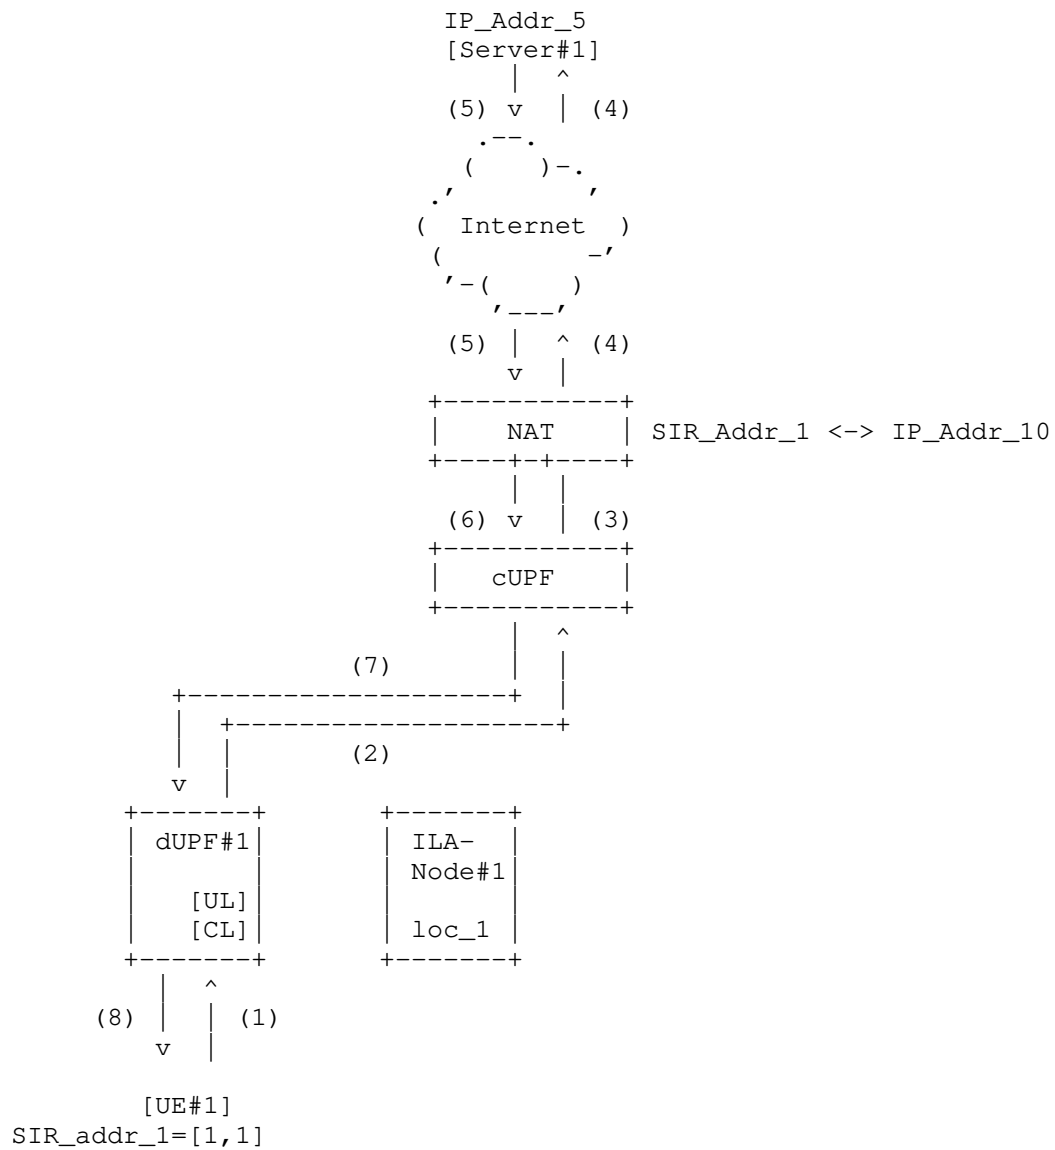 IP_Addr_5
[Server#1]
(5) v | (4)
Internet
(5) | ^ (4)
v |
NAT SIR_Addr_1 <-> IP_Addr_10
(6) v | (3)
cUPF
(7)
(2)
v |
dUPF#1 ILA-
Node#1
[UL]
[CL] loc_1
(8) | | (1)
v |
[UE#1]
SIR_addr_1=[1,1]